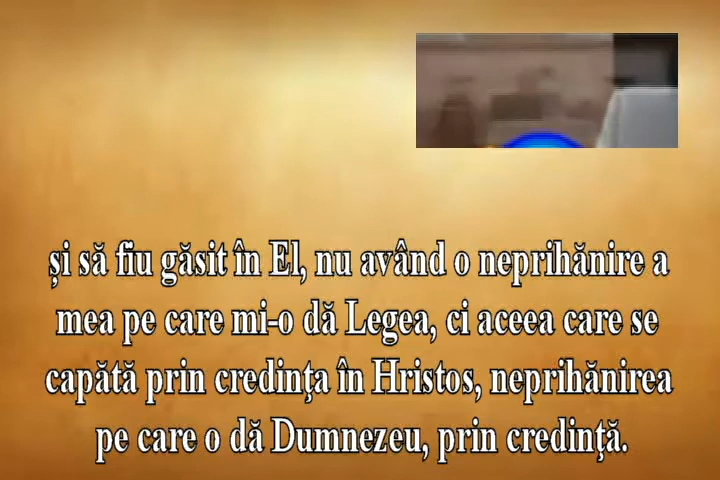 și să fiu găsit în El, nu având o neprihănire a
mea pe care mi-o dă Legea, ci aceea care se
capătă prin credinţa în Hristos, neprihănirea
pe care o dă Dumnezeu, prin credinţă.